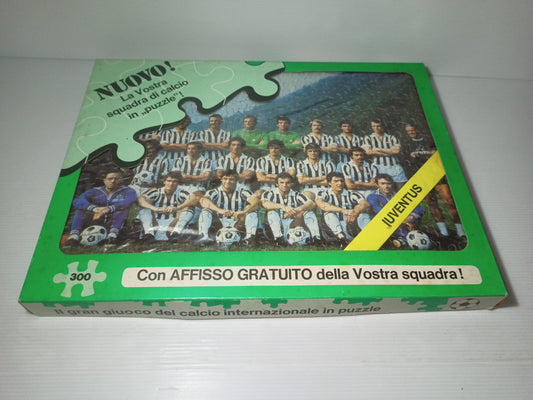 NUOVO!
La Vostra
squadra di calcio
in „puzzle"!
JUVENTUS
300
Con AFFISSO GRATUITO della Vostra squadra!
Il gran giuoco del calcio internazionale in puzzle